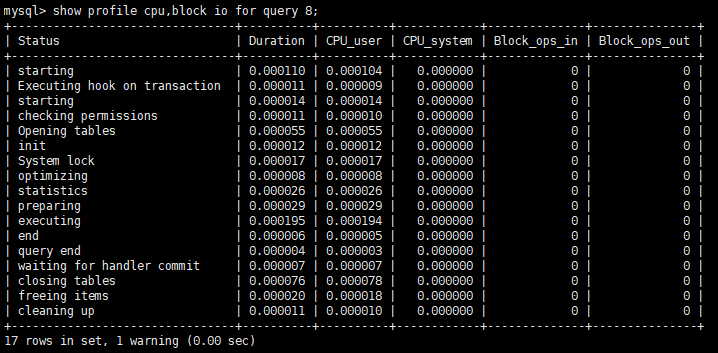 mysql> show profile cpu,block io for query 8;
+--------------------------------+----------+----------+------------+--------------+---------------+
| Status                         | Duration | CPU_user | CPU_system | Block_ops_in | Block_ops_out |
+--------------------------------+----------+----------+------------+--------------+---------------+
| starting                       | 0.000110 | 0.000104 |   0.000000 |            0 |             0 |
| Executing hook on transaction  | 0.000011 | 0.000009 |   0.000000 |            0 |             0 |
| starting                       | 0.000014 | 0.000014 |   0.000000 |            0 |             0 |
| checking permissions           | 0.000011 | 0.000010 |   0.000000 |            0 |             0 |
| Opening tables                 | 0.000055 | 0.000055 |   0.000000 |            0 |             0 |
| init                           | 0.000012 | 0.000012 |   0.000000 |            0 |             0 |
| System lock                    | 0.000017 | 0.000017 |   0.000000 |            0 |             0 |
| optimizing                     | 0.000008 | 0.000008 |   0.000000 |            0 |             0 |
| statistics                     | 0.000026 | 0.000026 |   0.000000 |            0 |             0 |
| preparing                      | 0.000029 | 0.000029 |   0.000000 |            0 |             0 |
| executing                      | 0.000195 | 0.000194 |   0.000000 |            0 |             0 |
| end                            | 0.000006 | 0.000005 |   0.000000 |            0 |             0 |
| query end                      | 0.000004 | 0.000003 |   0.000000 |            0 |             0 |
| waiting for handler commit     | 0.000007 | 0.000007 |   0.000000 |            0 |             0 |
| closing tables                 | 0.000076 | 0.000078 |   0.000000 |            0 |             0 |
| freeing items                  | 0.000020 | 0.000018 |   0.000000 |            0 |             0 |
| cleaning up                    | 0.000011 | 0.000010 |   0.000000 |            0 |             0 |
+--------------------------------+----------+----------+------------+--------------+---------------+
17 rows in set, 1 warning (0.00 sec)